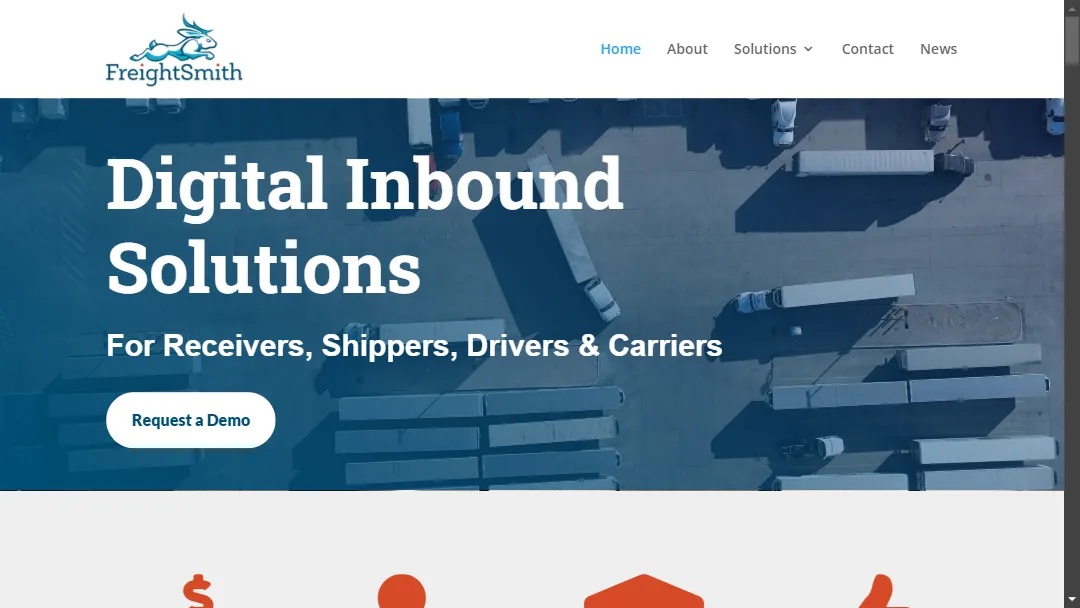 FreightSmith
Home About Solutions Contact News
Digital Inbound
Solutions
For Receivers, Shippers, Drivers & Carriers
Request a Demo
$